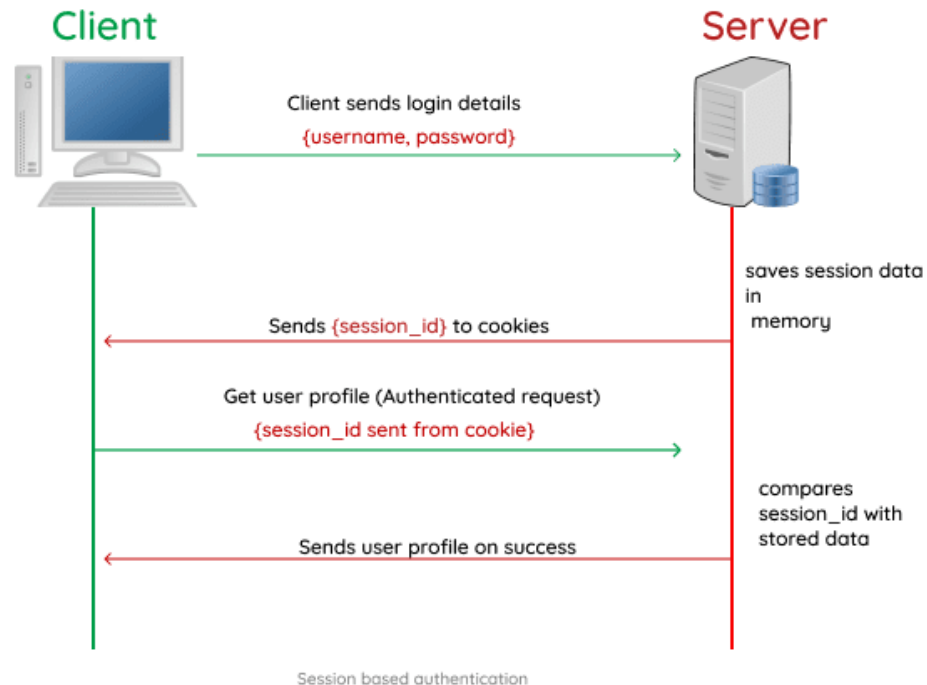 Client
Server
Client sends login details
{username, password}
saves session data
in
memory
Sends {session_id} to cookies
Get user profile (Authenticated request)
{session_id sent from cookie}
compares
session_id with
stored data
Sends user profile on success
Session based authentication